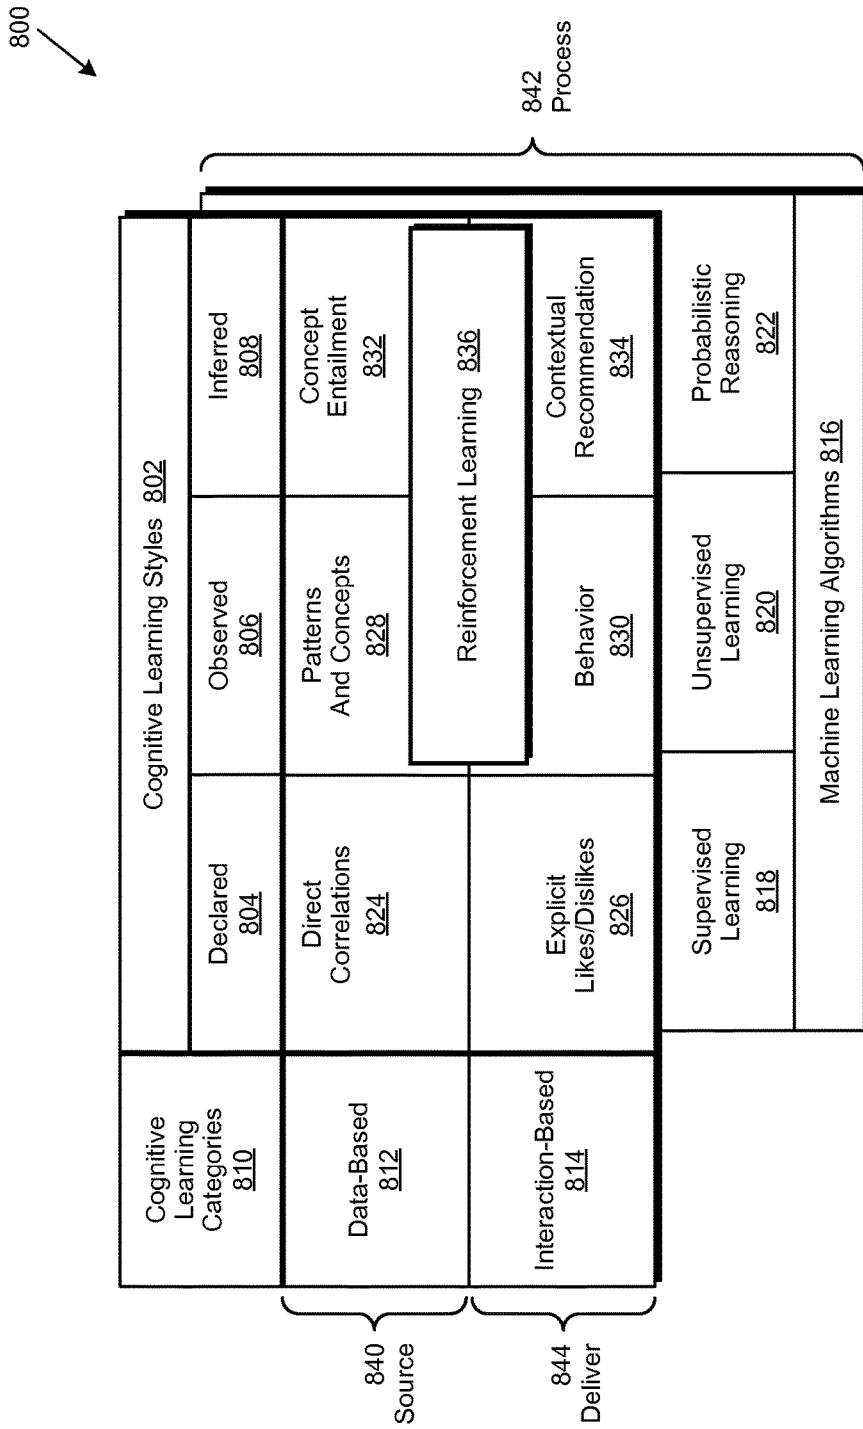 800
Cognitive Learning Styles 802
Cognitive
Learning
Categories
810
Declared
804
Observed
806
Inferred
808
840
Source
Data-Based
812
Direct
Correlations
824
Patterns
And Concepts
828
Concept
Entailment
832
Reinforcement Learning 836
842
Process
844
Deliver
Interaction-Based
814
Explicit
Likes/Dislikes
826
Behavior
830
Contextual
Recommendation
834
Supervised
Learning
818
Unsupervised
Learning
820
Probabilistic
Reasoning
822
Machine Learning Algorithms 816